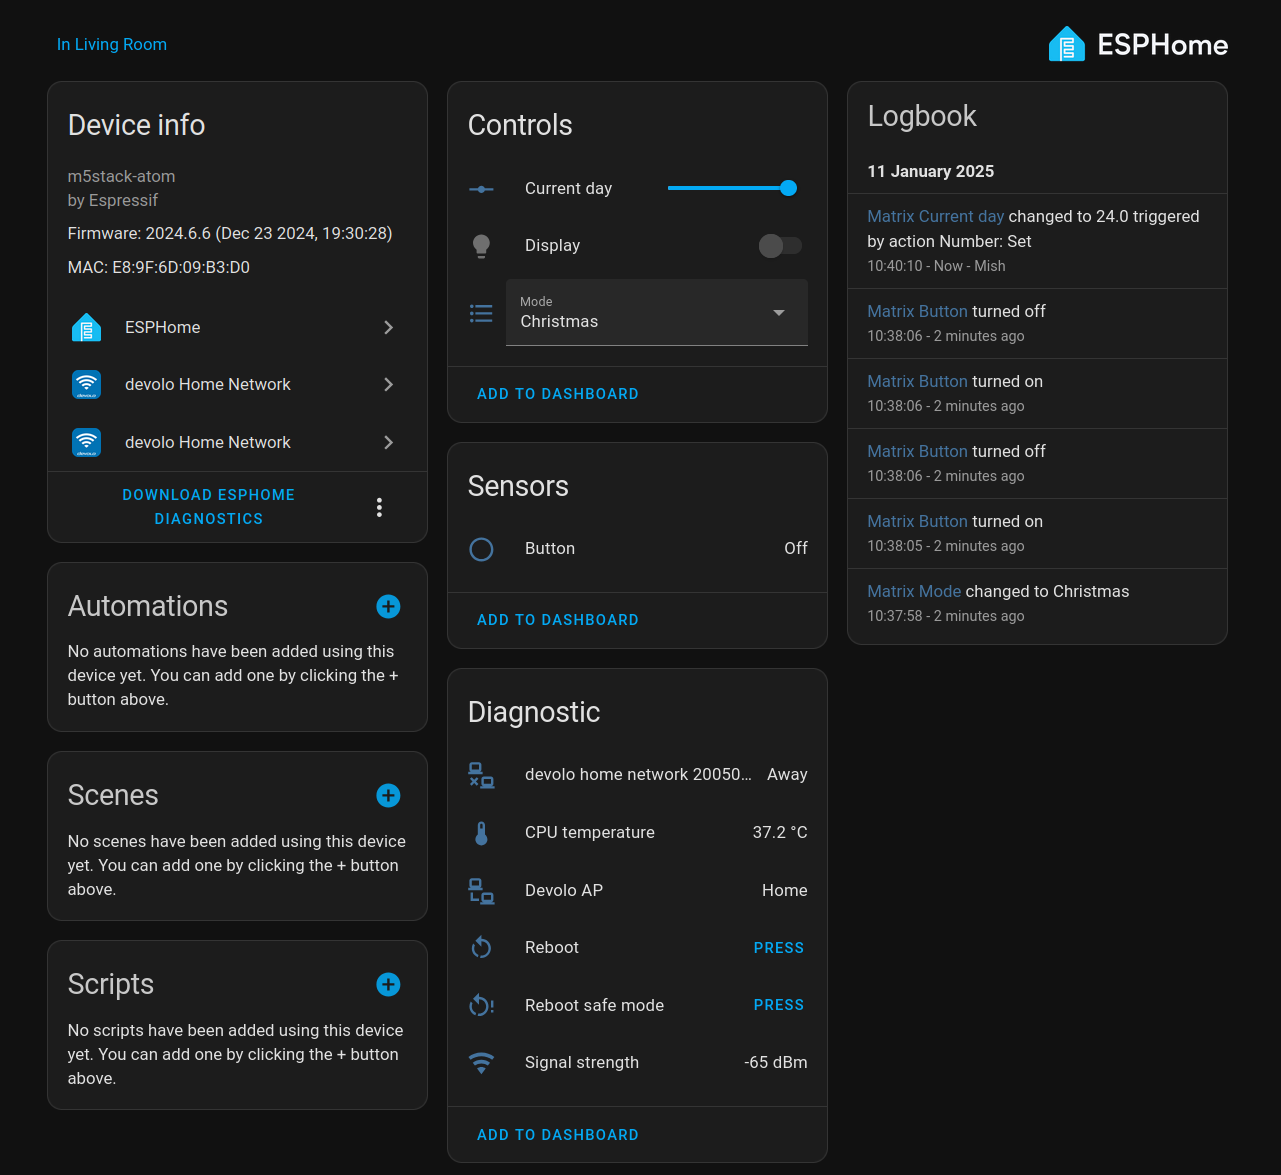 In Living Room
ESPHome
Device info
m5stack-atom
by Espressif
Firmware: 2024.6.6 (Dec 23 2024, 19:30:28)
MAC: E8:9F:6D:09:B3:D0
ESPHome
devolo Home Network
devolo Home Network
DOWNLOAD ESPHOME
DIAGNOSTICS
Automations
No automations have been added using this
device yet. You can add one by clicking the +
button above.
Scenes
No scenes have been added using this device
yet. You can add one by clicking the + button
above.
Scripts
No scripts have been added using this device
yet. You can add one by clicking the + button
above.
Controls
Current day
Display
Mode
Christmas
ADD TO DASHBOARD
Sensors
Button Off
ADD TO DASHBOARD
Diagnostic
devolo home network 20050… Away
CPU temperature 37.2 °C
Devolo AP Home
Reboot PRESS
Reboot safe mode PRESS
Signal strength -65 dBm
ADD TO DASHBOARD
Logbook
11 January 2025
Matrix Current day changed to 24.0 triggered
by action Number: Set
10:40:10 - Now - Mish
Matrix Button turned off
10:38:06 - 2 minutes ago
Matrix Button turned on
10:38:06 - 2 minutes ago
Matrix Button turned off
10:38:06 - 2 minutes ago
Matrix Button turned on
10:38:05 - 2 minutes ago
Matrix Mode changed to Christmas
10:37:58 - 2 minutes ago